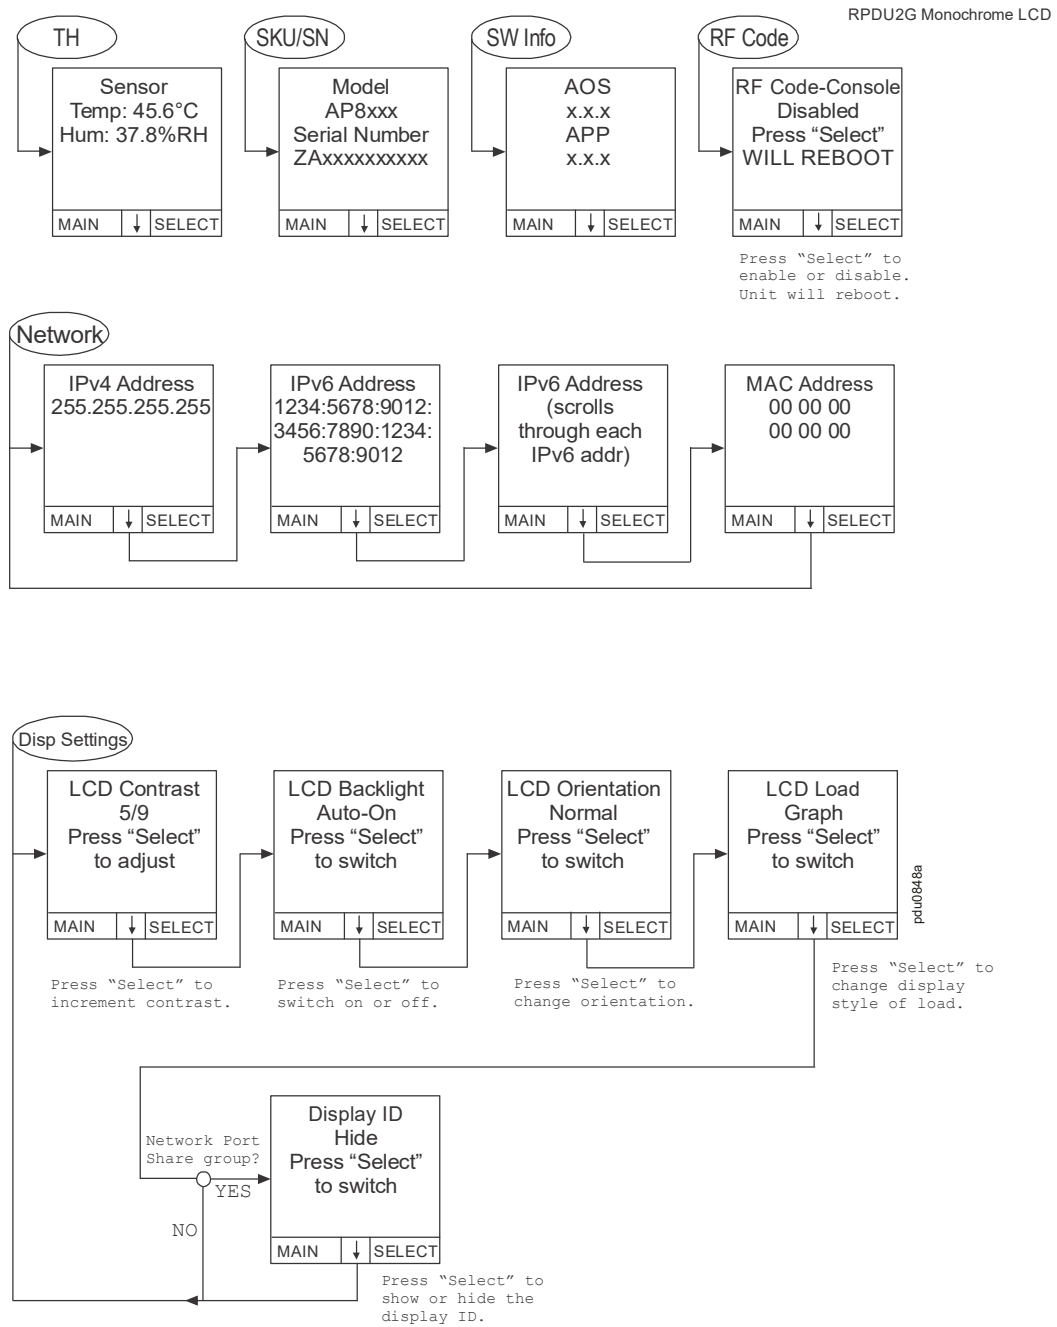 RPDU2G Monochrome LCD
TH
Sensor
Temp: 45.6°C
Hum: 37.8%RH
MAIN ↓ SELECT
SKU/SN
Model
AP8xxx
Serial Number
ZAxxxxxxxxxx
MAIN ↓ SELECT
SW Info
AOS
x.x.x
APP
x.x.x
MAIN ↓ SELECT
RF Code
RF Code-Console
Disabled
Press “Select”
WILL REBOOT
MAIN ↓ SELECT
Press “Select” to
enable or disable.
Unit will reboot.
Network
IPv4 Address
255.255.255.255
MAIN ↓ SELECT
IPv6 Address
1234:5678:9012:
3456:7890:1234:
5678:9012
MAIN ↓ SELECT
IPv6 Address
(scrolls
through each
IPv6 addr)
MAIN ↓ SELECT
MAC Address
00 00 00
00 00 00
MAIN ↓ SELECT
Disp Settings
LCD Contrast
5/9
Press “Select”
to adjust
MAIN ↓ SELECT
Press “Select” to
increment contrast.
LCD Backlight
Auto-On
Press “Select”
to switch
MAIN ↓ SELECT
Press “Select” to
switch on or off.
LCD Orientation
Normal
Press “Select”
to switch
MAIN ↓ SELECT
Press “Select” to
change orientation.
LCD Load
Graph
Press “Select”
to switch
MAIN ↓ SELECT
Press “Select” to
change display
style of load.
pdu0848a
Network Port
Share group?
YES
NO
Display ID
Hide
Press “Select”
to switch
MAIN ↓ SELECT
Press “Select” to
show or hide the
display ID.